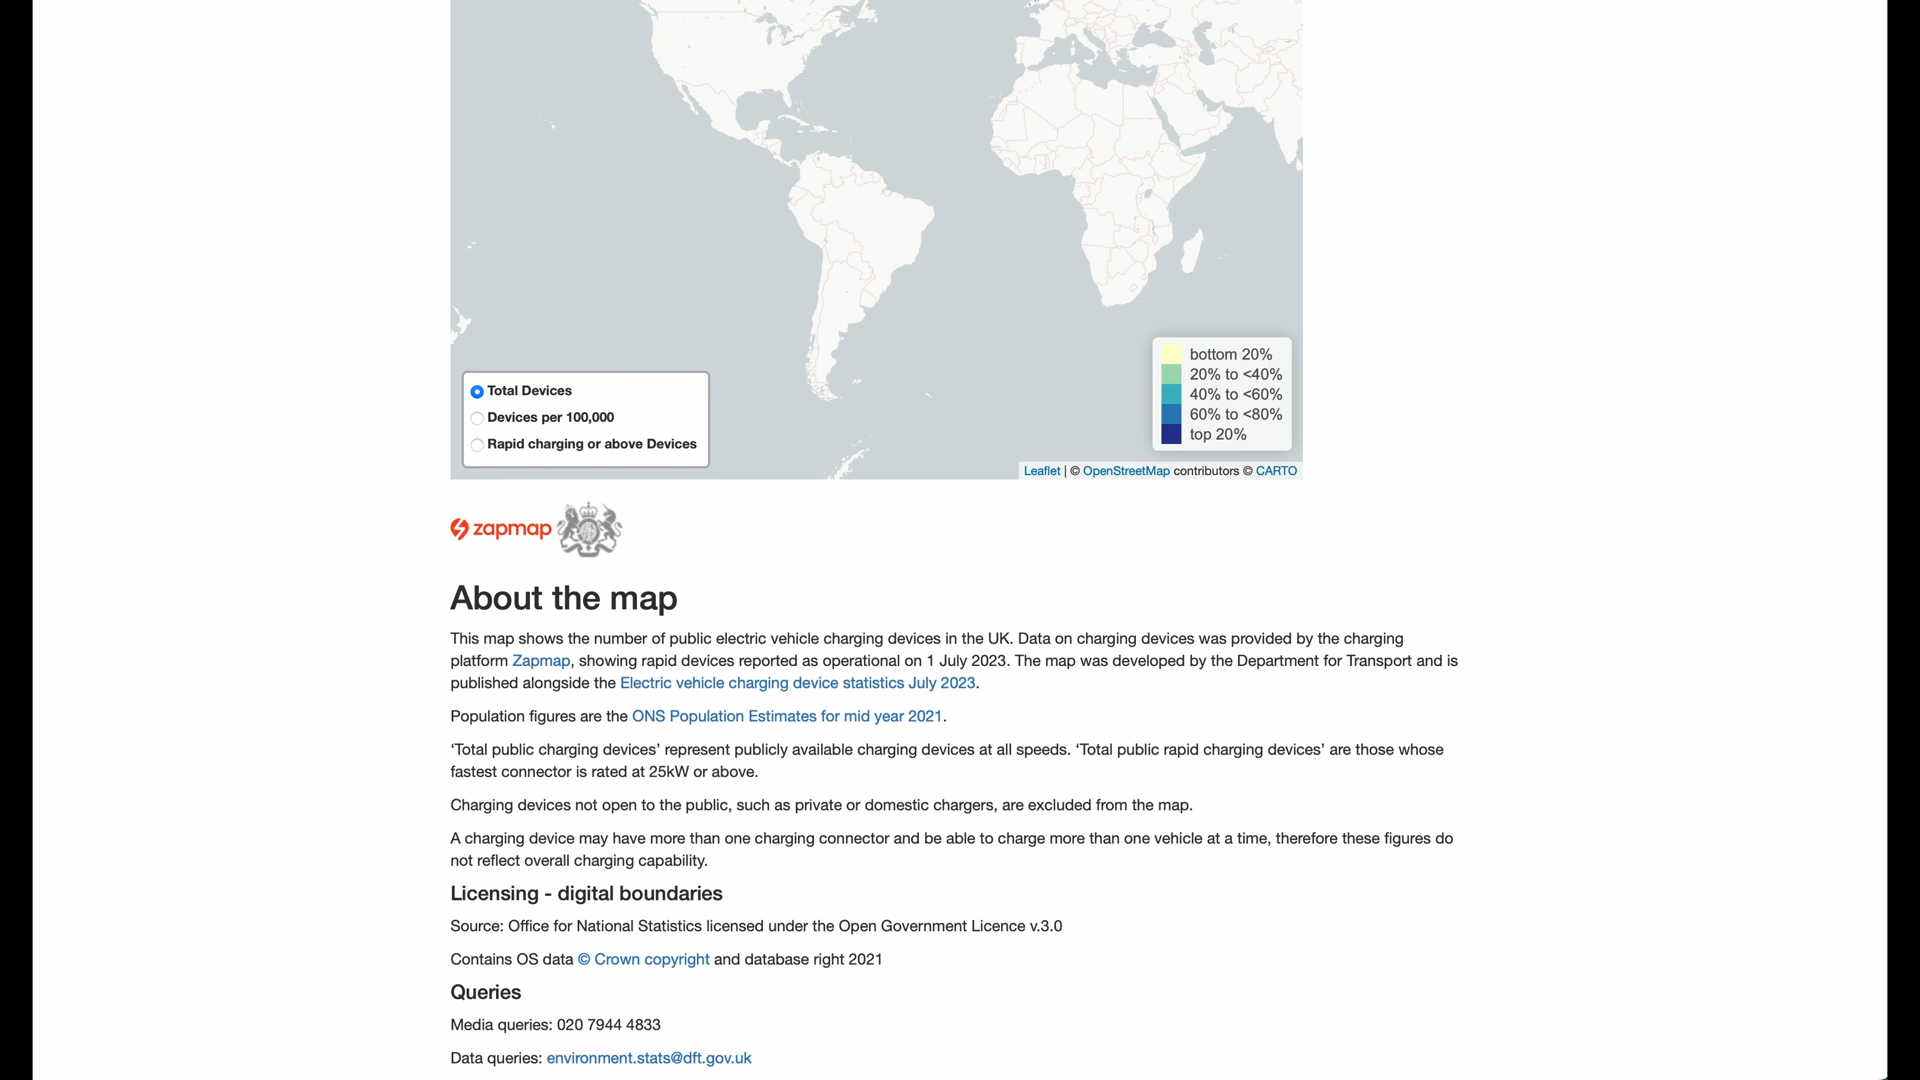 Total Devices
Devices per 100,000
Rapid charging or above Devices
bottom 20%
20% to <40%
40% to <60%
60% to <80%
top 20%
Leaflet | © OpenStreetMap contributors © CARTO
zapmap
About the map
This map shows the number of public electric vehicle charging devices in the UK. Data on charging devices was provided by the charging
platform Zapmap, showing rapid devices reported as operational on 1 July 2023. The map was developed by the Department for Transport and is
published alongside the Electric vehicle charging device statistics July 2023.
Population figures are the ONS Population Estimates for mid year 2021.
‘Total public charging devices’ represent publicly available charging devices at all speeds. ‘Total public rapid charging devices’ are those whose
fastest connector is rated at 25kW or above.
Charging devices not open to the public, such as private or domestic chargers, are excluded from the map.
A charging device may have more than one charging connector and be able to charge more than one vehicle at a time, therefore these figures do
not reflect overall charging capability.
Licensing - digital boundaries
Source: Office for National Statistics licensed under the Open Government Licence v.3.0
Contains OS data © Crown copyright and database right 2021
Queries
Media queries: 020 7944 4833
Data queries: environment.stats@dft.gov.uk